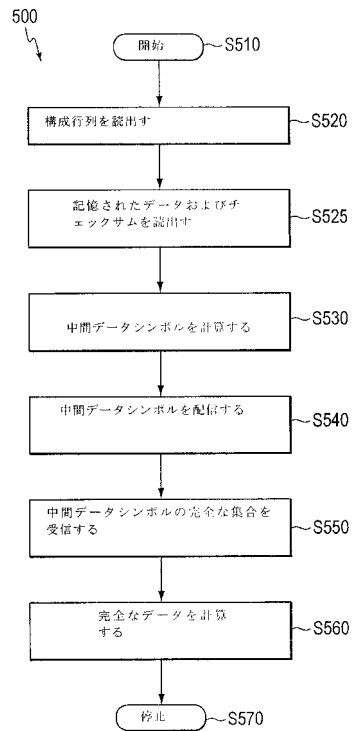 500
開始
S510
構成行列を読出す
S520
記憶されたデータおよびチ
ェックサムを読出す
S525
中間データシンボルを計算する
S530
中間データシンボルを配信する
S540
中間データシンボルの完全な集合を
受信する
S550
完全なデータを計算
する
S560
停止
S570